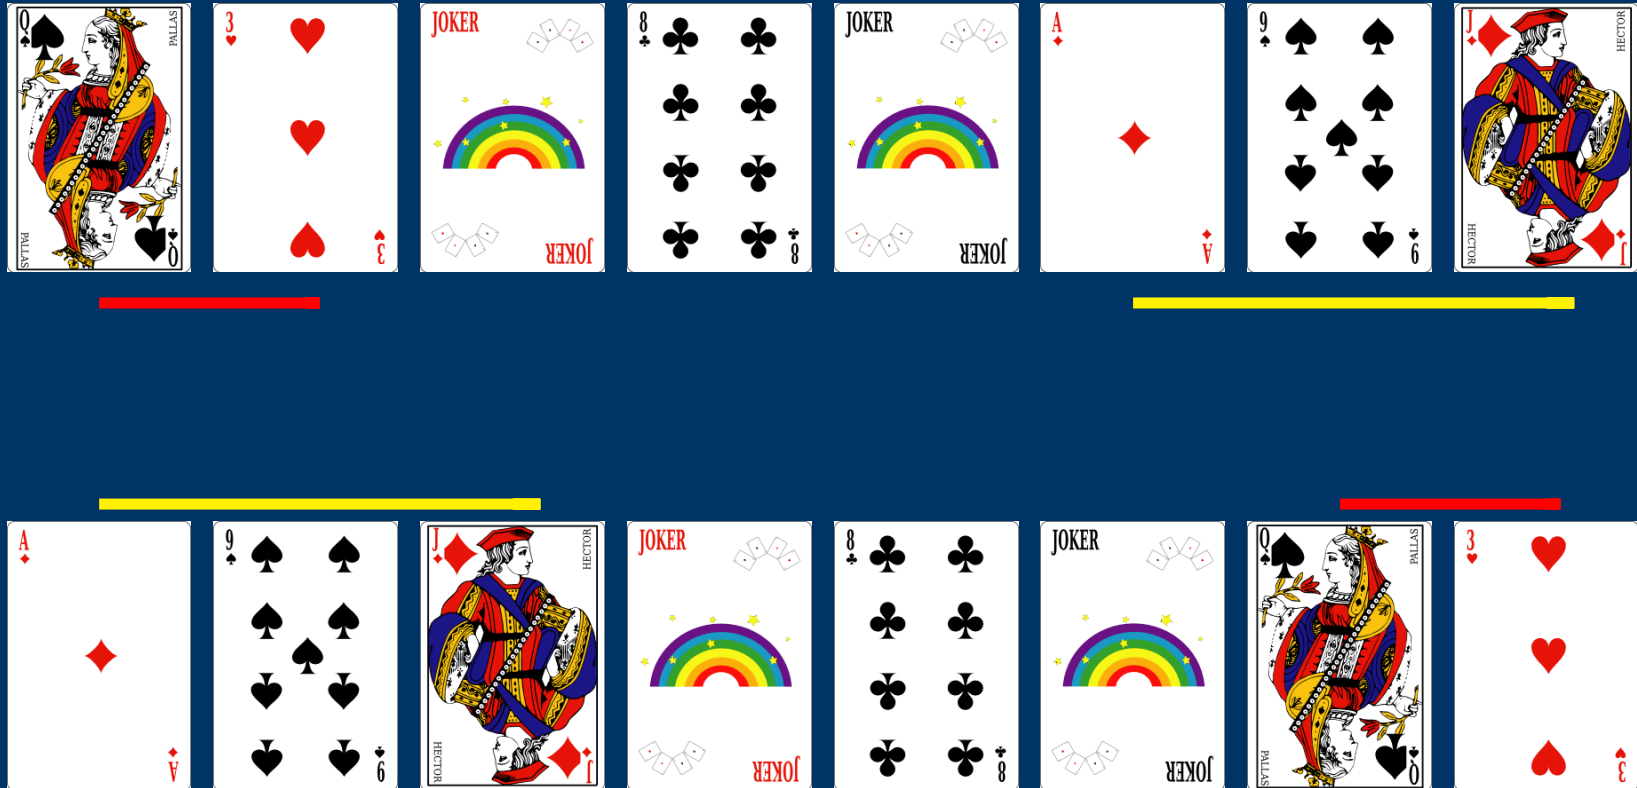 Q PALLAS
3
JOKER
8
JOKER
A
9
J HECTOR
PALLAS Q
3
JOKER
8
JOKER
A
9
HECTOR J
A
9
J HECTOR
JOKER
8
JOKER
Q PALLAS
3
A
9
HECTOR J
JOKER
8
JOKER
PALLAS Q
3